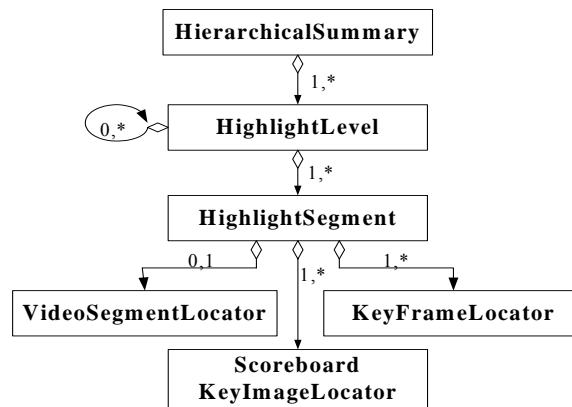 HierarchicalSummary
1,*
0,*
HighlightLevel
1,*
HighlightSegment
0,1
1,*
1,*
VideoSegmentLocator
KeyFrameLocator
Scoreboard
KeyImageLocator